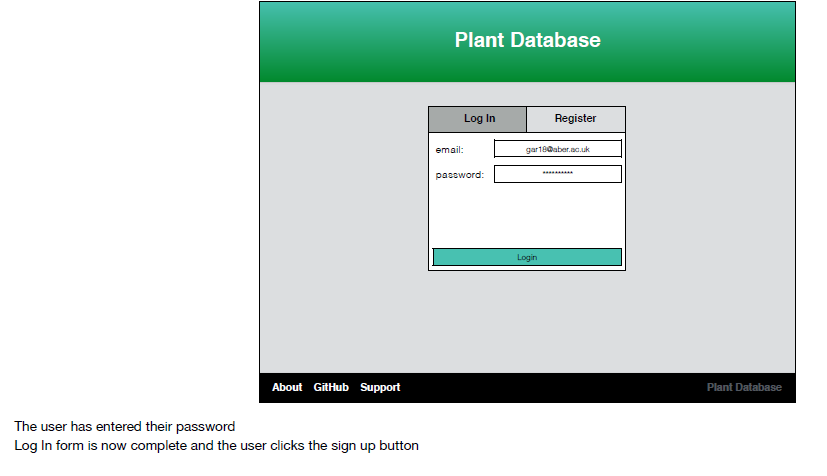 Plant Database
Log In Register
email: gar18@aber.ac.uk
password: **********
Login
About GitHub Support Plant Database
The user has entered their password
Log In form is now complete and the user clicks the sign up button